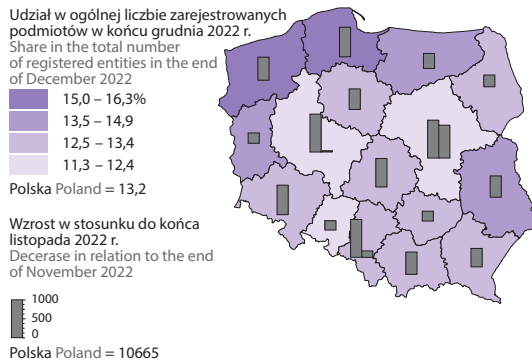 Udział w ogólnej liczbie zarejestrowanych
podmiotów w końcu grudnia 2022 r.
Share in the total number
of registered entities in the end
of December 2022
15,0 – 16,3%
13,5 – 14,9
12,5 – 13,4
11,3 – 12,4
Polska Poland = 13,2
Wzrost w stosunku do końca
listopada 2022 r.
Decerase in relation to the end
of November 2022
1000
500
0
Polska Poland = 10665